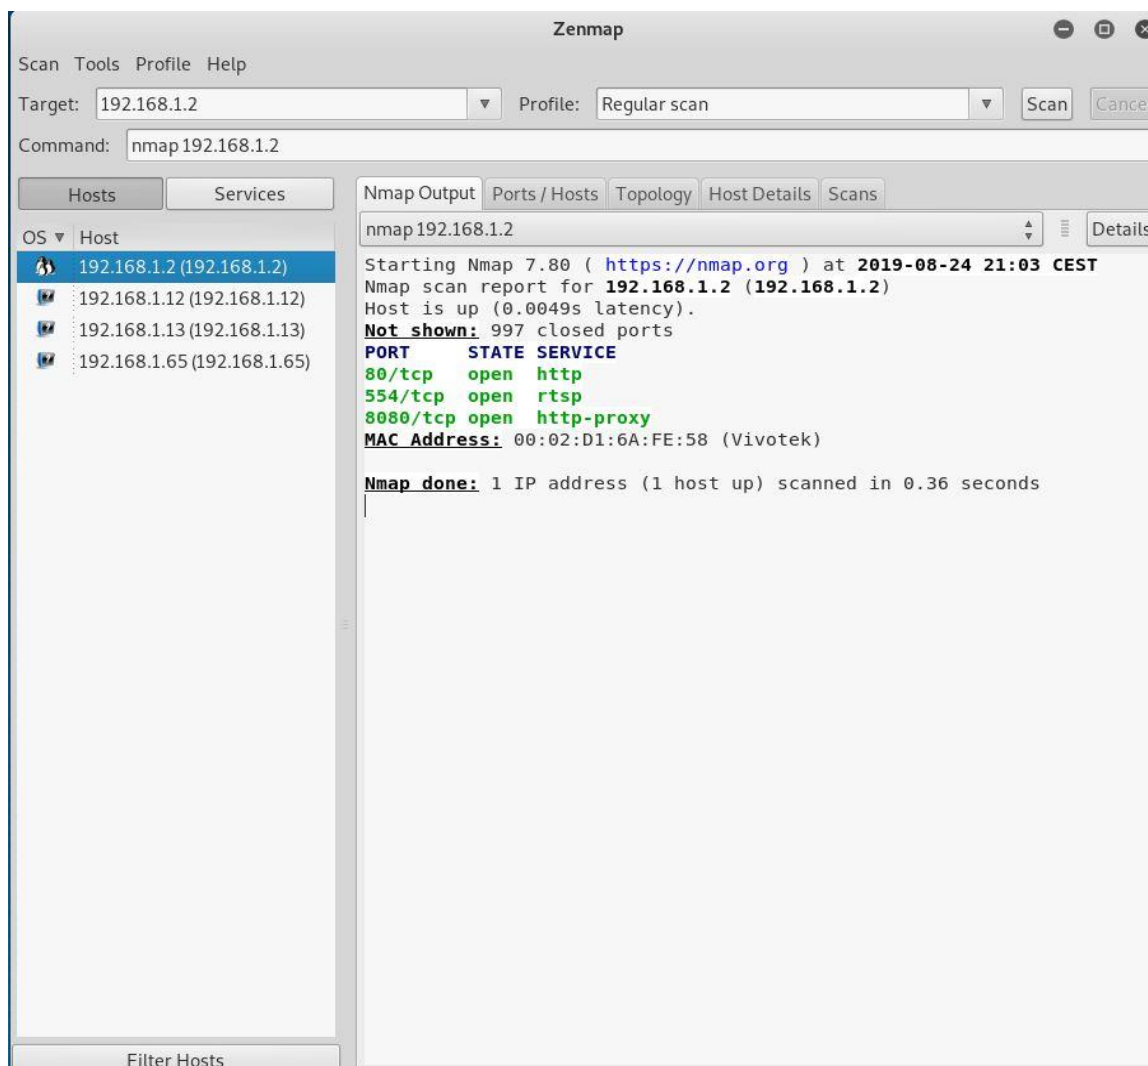 Zenmap
Scan Tools Profile Help
Target: 192.168.1.2 Profile: Regular scan Scan Cance
Command: nmap 192.168.1.2
Hosts Services
OS Host
192.168.1.2 (192.168.1.2)
192.168.1.12 (192.168.1.12)
192.168.1.13 (192.168.1.13)
192.168.1.65 (192.168.1.65)
Filter Hosts
Nmap Output Ports / Hosts Topology Host Details Scans
nmap 192.168.1.2 Details
Starting Nmap 7.80 ( https://nmap.org ) at 2019-08-24 21:03 CEST
Nmap scan report for 192.168.1.2 (192.168.1.2)
Host is up (0.0049s latency).
Not shown: 997 closed ports
PORT STATE SERVICE
80/tcp open http
554/tcp open rtsp
8080/tcp open http-proxy
MAC Address: 00:02:D1:6A:FE:58 (Vivotek)
Nmap done: 1 IP address (1 host up) scanned in 0.36 seconds